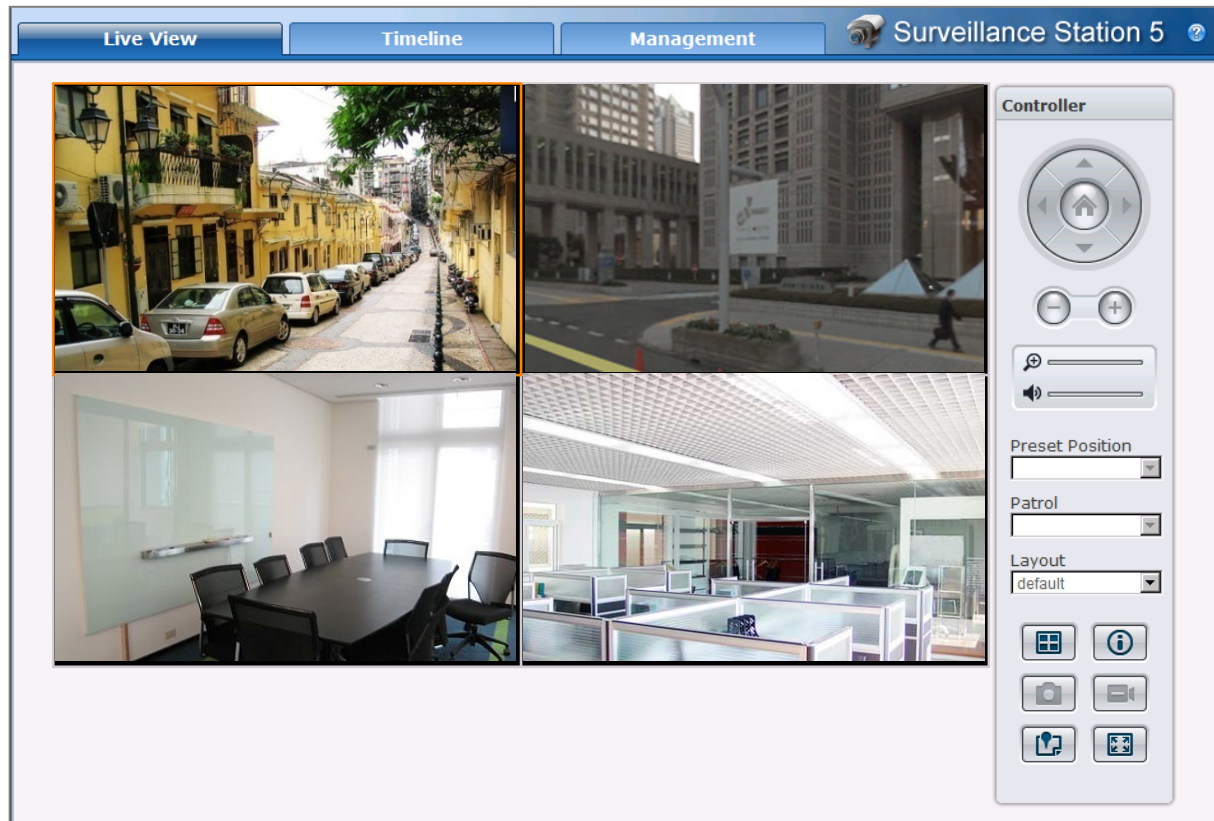 Live View
Timeline
Management
Surveillance Station 5
?
Controller
Preset Position
Patrol
Layout
default